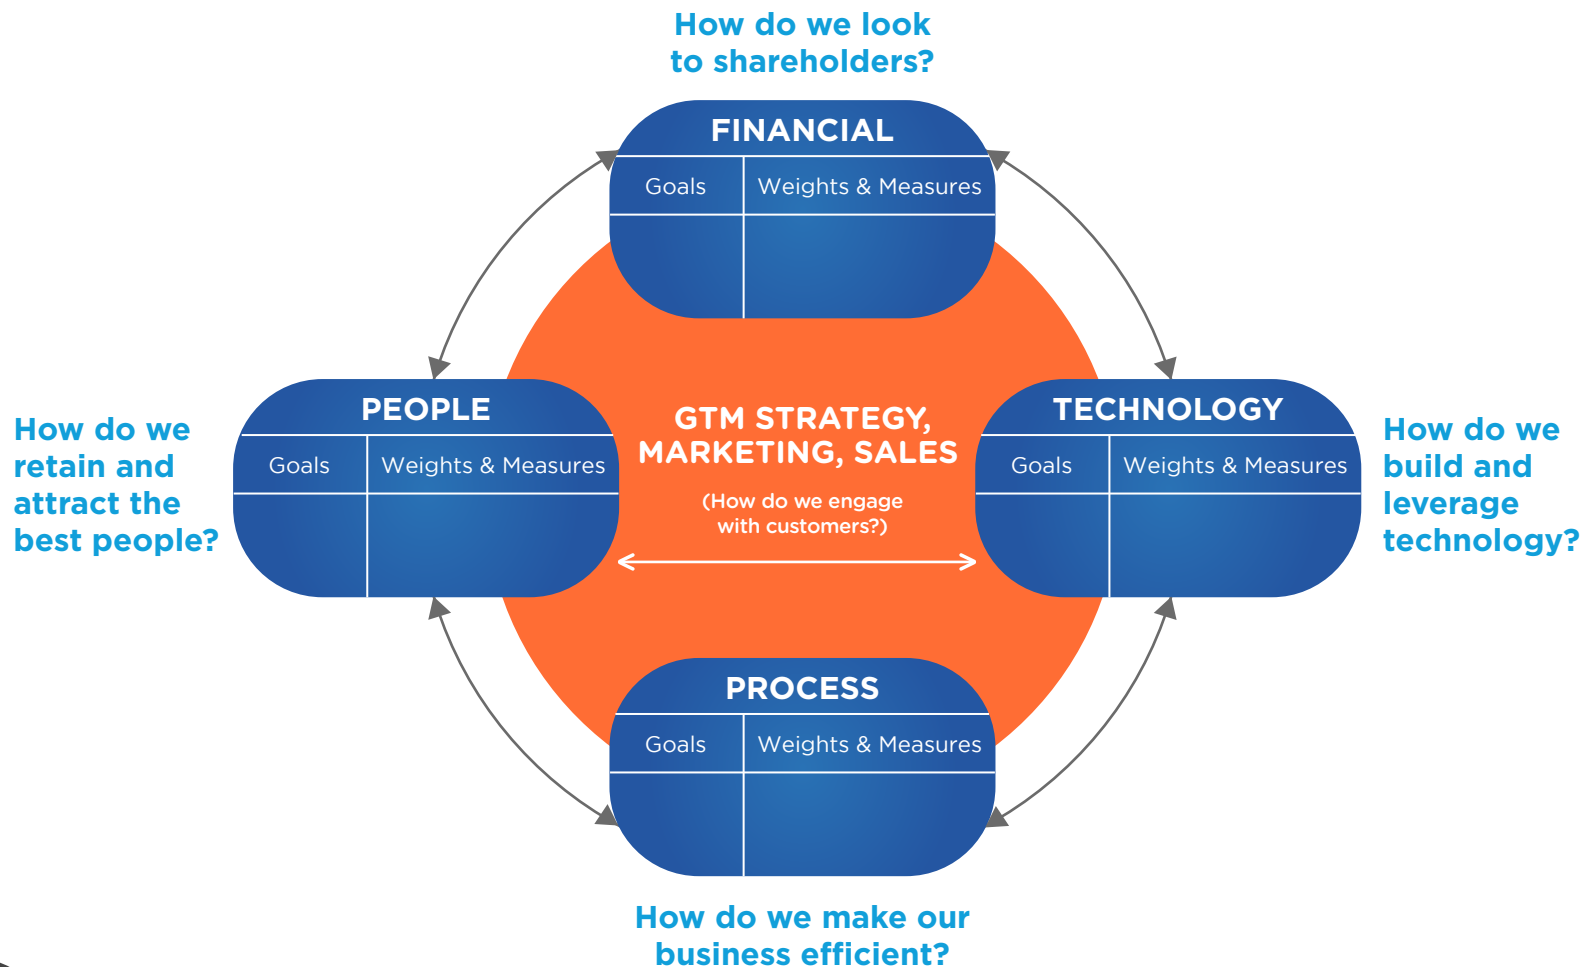 How do we look
to shareholders?
FINANCIAL
Goals
Weights & Measures
How do we
retain and
attract the
best people?
PEOPLE
Goals
Weights & Measures
GTM STRATEGY,
MARKETING, SALES
(How do we engage
with customers?)
TECHNOLOGY
Goals
Weights & Measures
How do we
build and
leverage
technology?
PROCESS
Goals
Weights & Measures
How do we make our
business efficient?